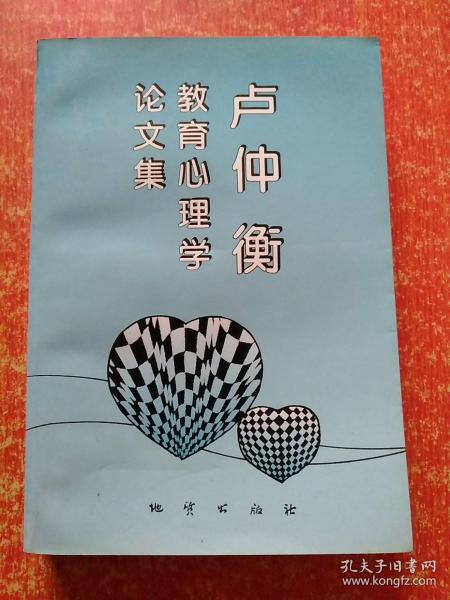 卢仲衡
教育心理学
论文集
地质出版社
孔夫子旧书网
www.kongfz.com